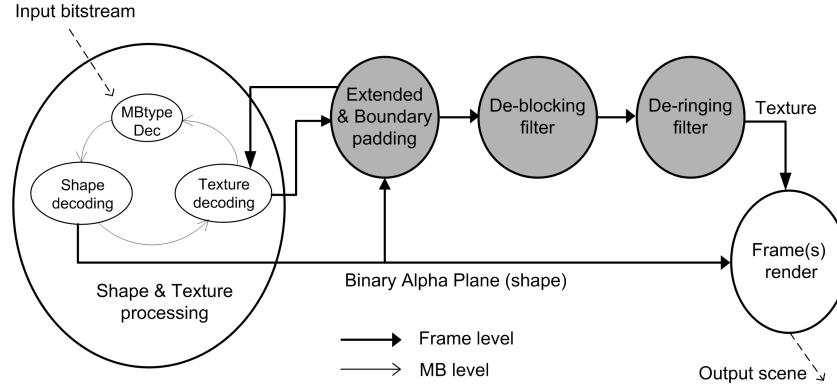 Input bitstream
MBtype
Dec
Shape
decoding
Texture
decoding
Shape & Texture
processing
Extended
& Boundary
padding
De-blocking
filter
De-ringing
filter
Texture
Binary Alpha Plane (shape)
Frame(s)
render
Frame level
MB level
Output scene